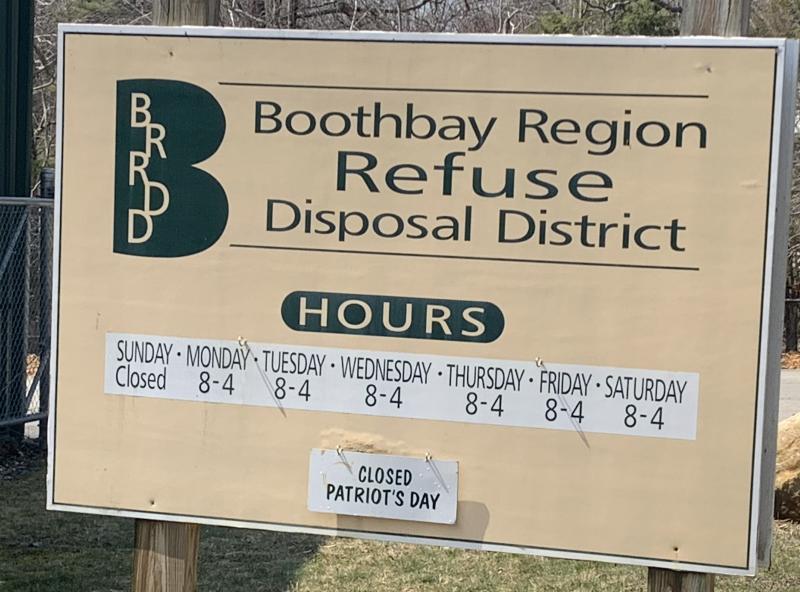 BRRDD
Boothbay Region
Refuse
Disposal District
HOURS
SUNDAY · MONDAY · TUESDAY · WEDNESDAY · THURSDAY · FRIDAY · SATURDAY
Closed 8-4 8-4 8-4 8-4 8-4 8-4
CLOSED
PATRIOT'S DAY